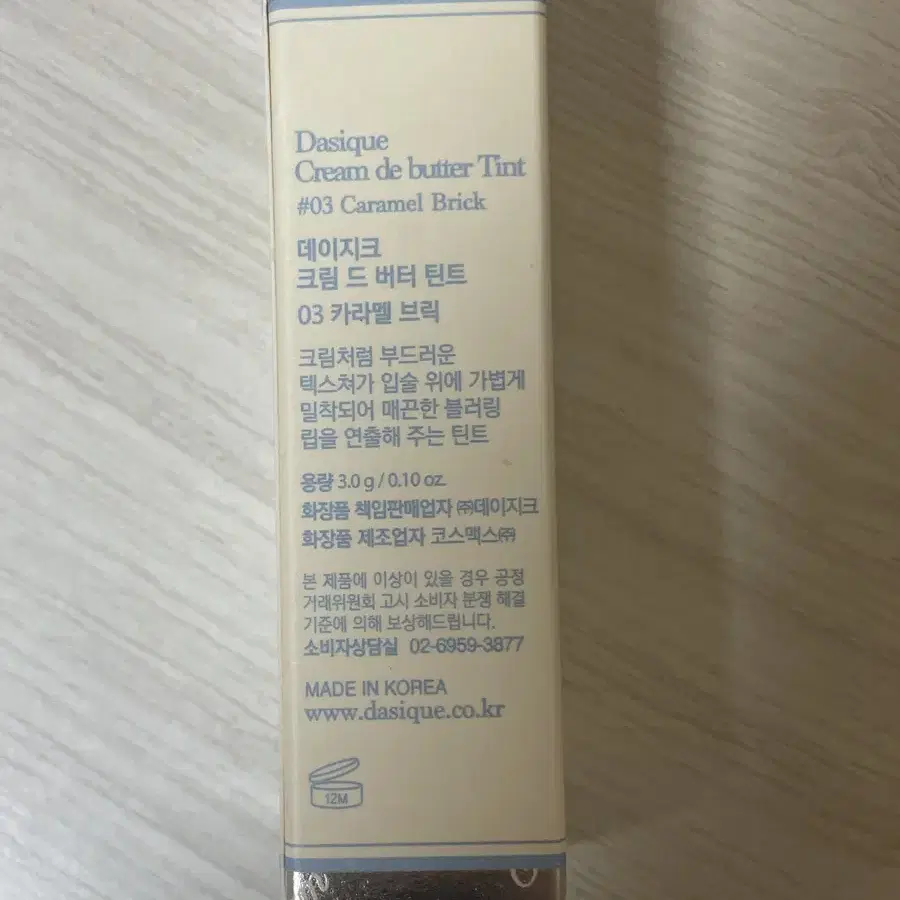 Dasique
Cream de butter Tint
#03 Caramel Brick
데이지크
크림 드 버터 틴트
03 카라멜 브릭
크림처럼 부드러운
텍스쳐가 입술 위에 가볍게
밀착되어 매끈한 블러링
립을 연출해 주는 틴트
용량 3.0 g / 0.10 oz.
화장품 책임판매업자 ㈜데이지크
화장품 제조업자 코스맥스㈜
본 제품에 이상이 있을 경우 공정
거래위원회 고시 소비자 분쟁 해결
기준에 의해 보상해드립니다.
소비자상담실 02-6959-3877
MADE IN KOREA
www.dasique.co.kr
12M